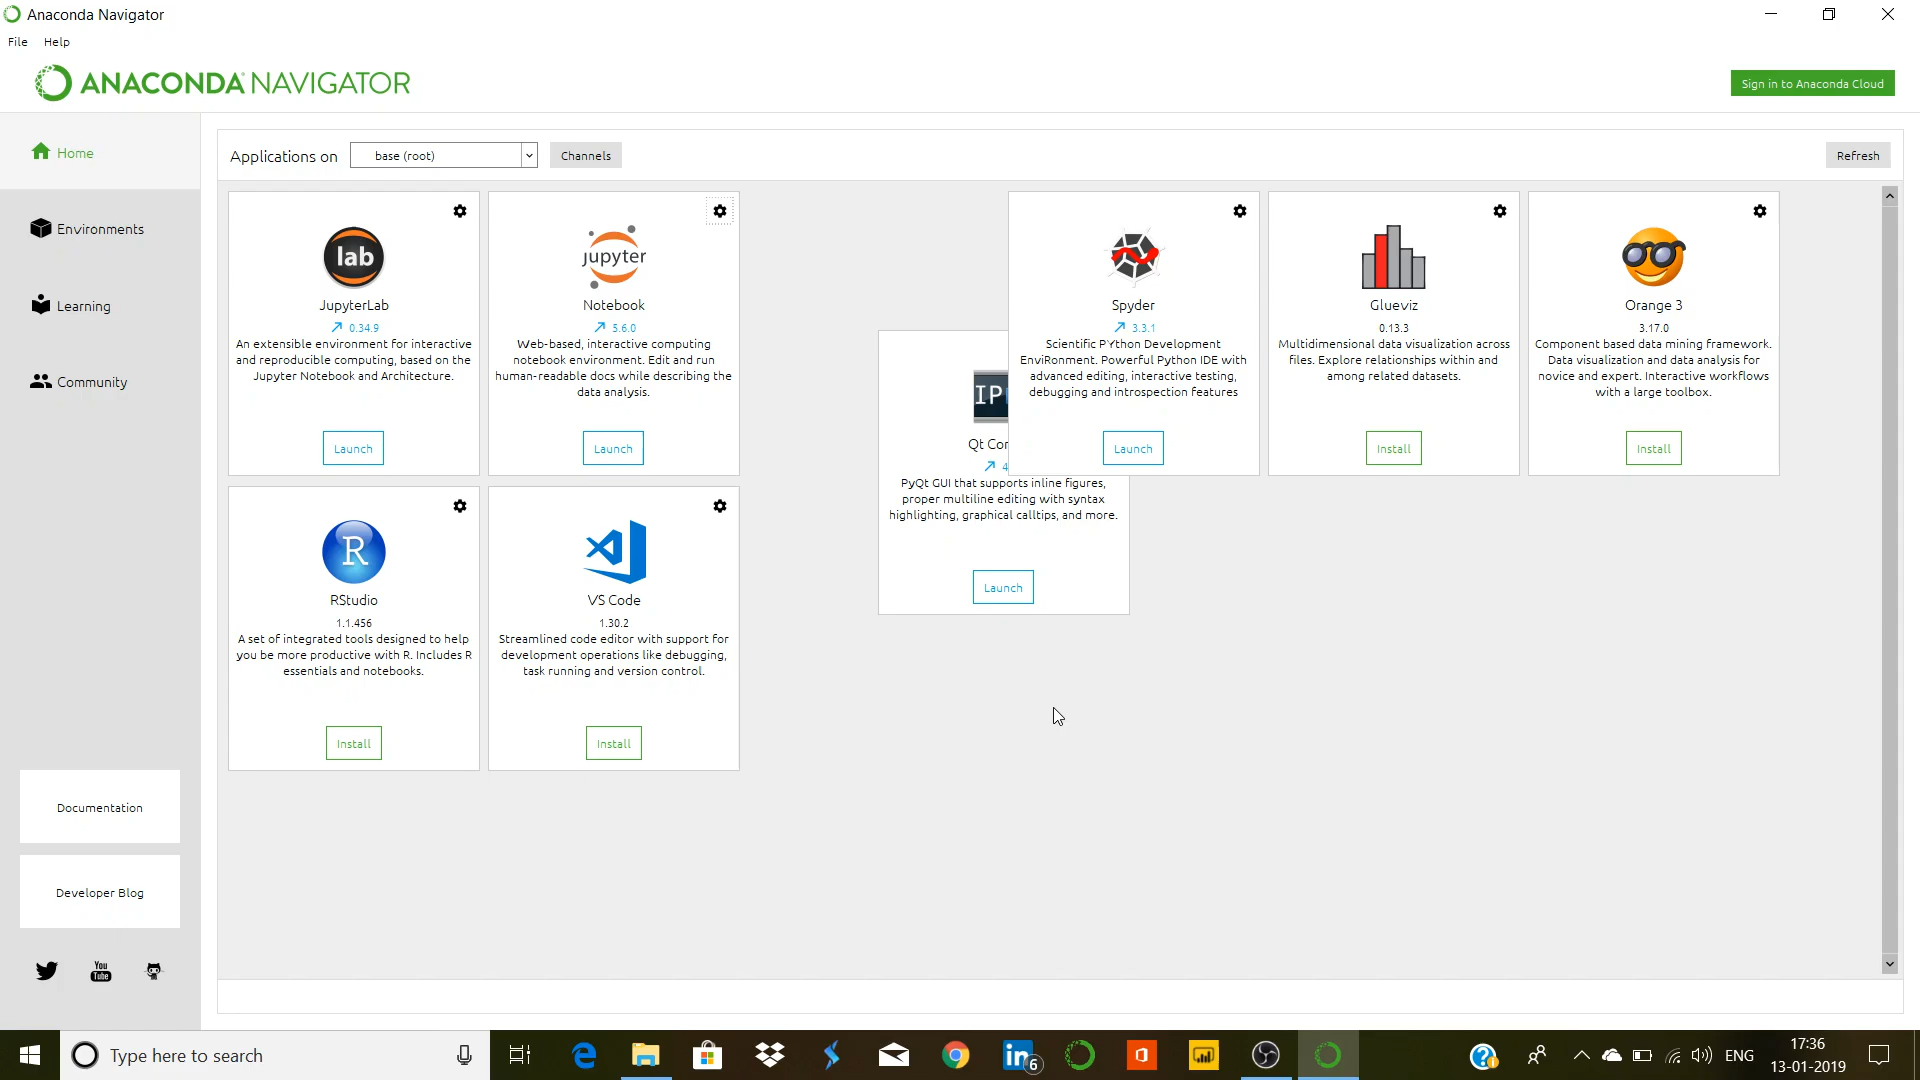 Anaconda Navigator
File Help
ANACONDA NAVIGATOR
Sign in to Anaconda Cloud
Home
Environments
Learning
Community
Documentation
Developer Blog
You
Tube
Applications on base (root) Channels
Refresh
lab
JupyterLab
0.34.9
An extensible environment for interactive
and reproducible computing, based on the
Jupyter Notebook and Architecture.
Launch
jupyter
Notebook
5.6.0
Web-based, interactive computing
notebook environment. Edit and run
human-readable docs while describing the
data analysis.
Launch
IP
Qt Con
4
PyQt GUI that supports inline figures,
proper multiline editing with syntax
highlighting, graphical calltips, and more.
Launch
Spyder
3.3.1
Scientific PYthon Development
EnviRonment. Powerful Python IDE with
advanced editing, interactive testing,
debugging and introspection features
Launch
Glueviz
0.13.3
Multidimensional data visualization across
files. Explore relationships within and
among related datasets.
Install
Orange 3
3.17.0
Component based data mining framework.
Data visualization and data analysis for
novice and expert. Interactive workflows
with a large toolbox.
Install
R
RStudio
1.1.456
A set of integrated tools designed to help
you be more productive with R. Includes R
essentials and notebooks.
Install
VS Code
1.30.2
Streamlined code editor with support for
development operations like debugging,
task running and version control.
Install
Type here to search
in 6
ENG
17:36
13-01-2019